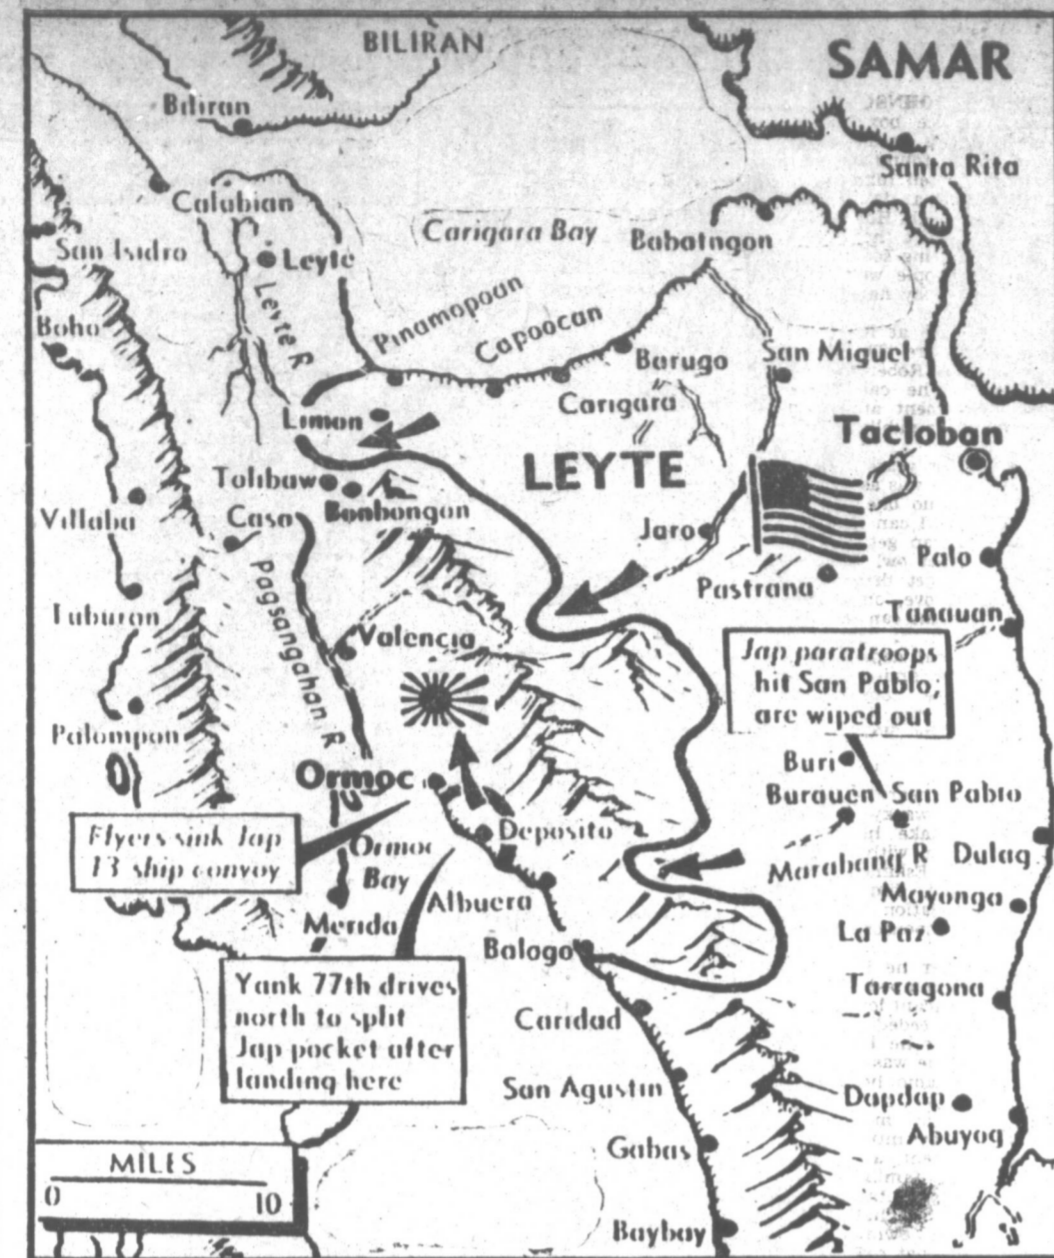 BILIRAN
SAMAR
Biliran
Santa Rita
Calubian
Carigara Bay
Babatngon
San Isidro
Leyte
Leyte R
Pinamopoan
Boho
Capoocan
Barugo
San Miguel
Carigara
Limon
Tacloban
LEYTE
Tolibaw
Villaba
Casa
Bonbongon
Jaro
Palo
Pastrana
Tanauan
Taburan
Pagsangahan R
Valencia
Jap paratroops
hit San Pablo;
are wiped out
Palompon
Buri
Ormoc
Burauen
San Pablo
Flyers sink Jap
13 ship convoy
Deposito
Ormoc
Bay
Marabang R
Dulag
Albuera
Mayonga
Merida
La Paz
Balogo
Yank 77th drives
north to split
Jap pocket after
landing here
Tarragona
Caridad
San Agustin
Dapdap
Abuyog
Gabas
MILES
0 10
Baybay